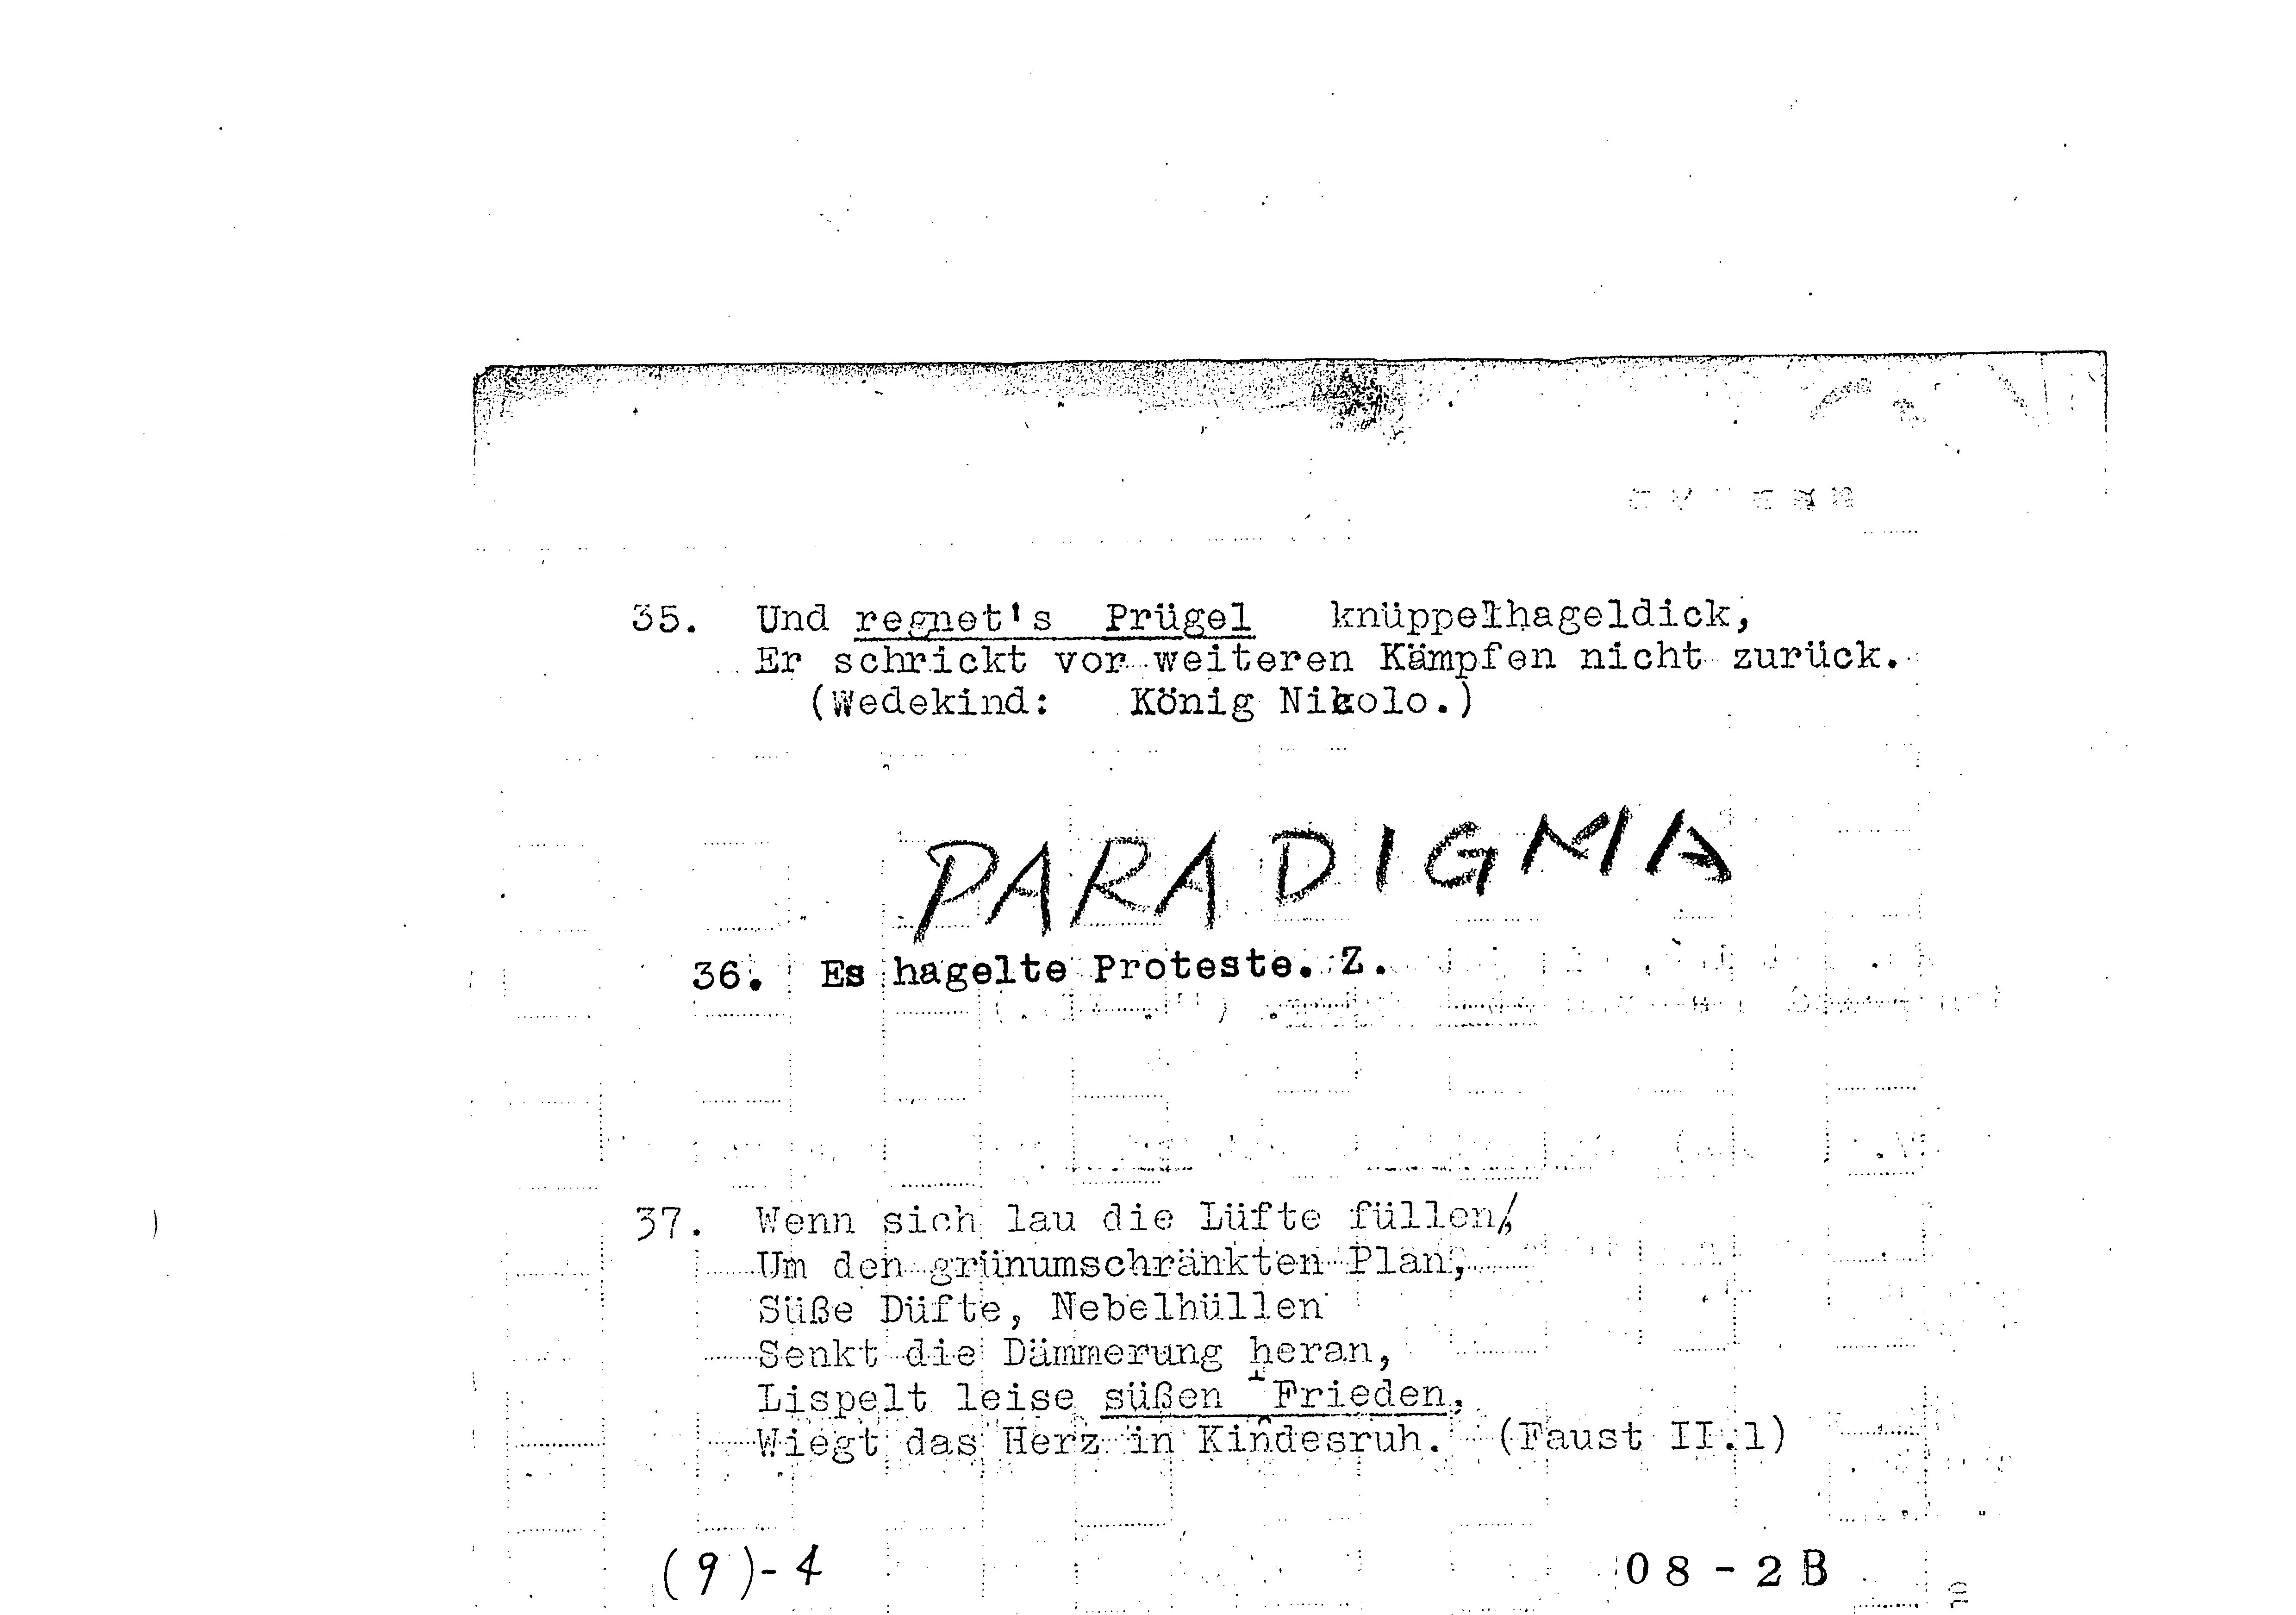 35. Und regnet's Prügel knüppelhageldick,
Er schrickt vor weiteren Kämpfen nicht zurück.
(Wedekind: König Nikolo.)
PARADIGMA
36. Es hagelte Proteste. Z.
37. Wenn sich lau die Lüfte füllen,
Um den grünumschränkten Plan,
Süße Düfte, Nebelhüllen
Senkt die Dämmerung heran,
Lispelt leise süßen Frieden,
Wiegt das Herz in Kindesruh. (Faust II.1)
(9)-4
08-2B